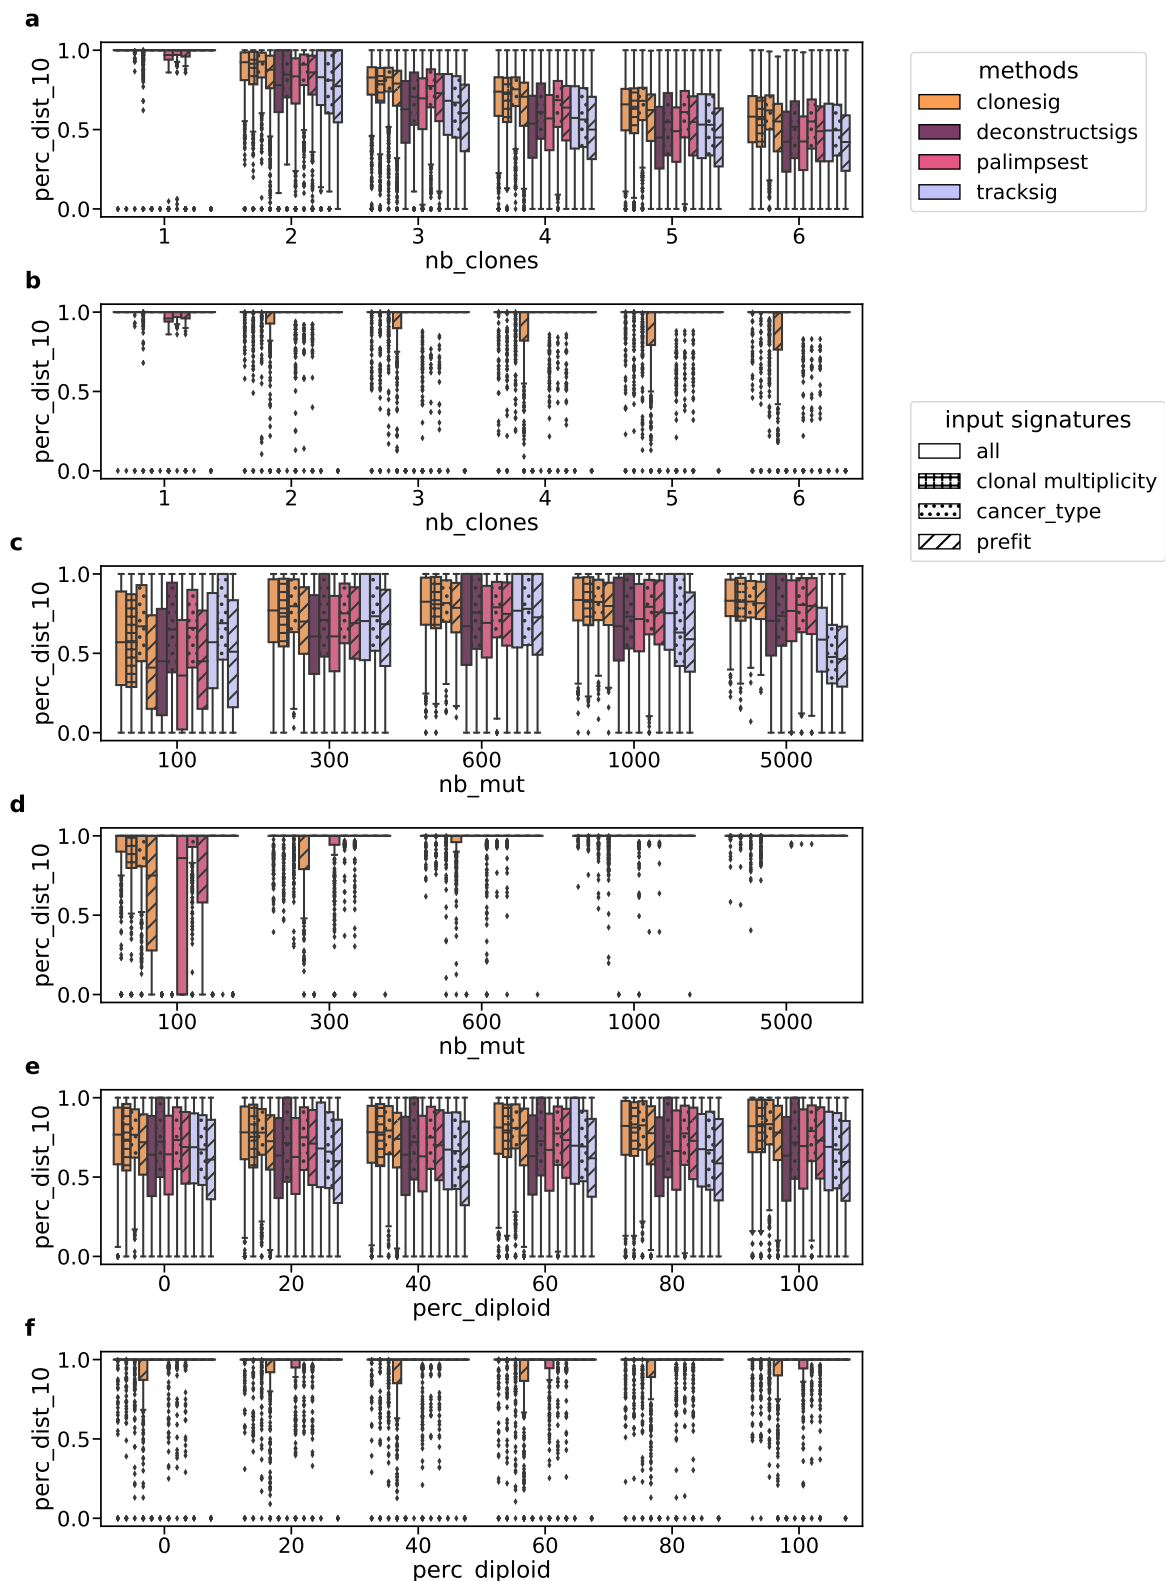 a
perc_dist_10
1.0
0.5
0.0
1 2 3 4 5 6
nb_clones
methods
clonesig
deconstructsigs
palimpsest
tracksig
b
perc_dist_10
1.0
0.5
0.0
1 2 3 4 5 6
nb_clones
input signatures
all
clonal multiplicity
cancer_type
prefit
c
perc_dist_10
1.0
0.5
0.0
100 300 600 1000 5000
nb_mut
d
perc_dist_10
1.0
0.5
0.0
100 300 600 1000 5000
nb_mut
e
perc_dist_10
1.0
0.5
0.0
0 20 40 60 80 100
perc_diploid
f
perc_dist_10
1.0
0.5
0.0
0 20 40 60 80 100
perc_diploid